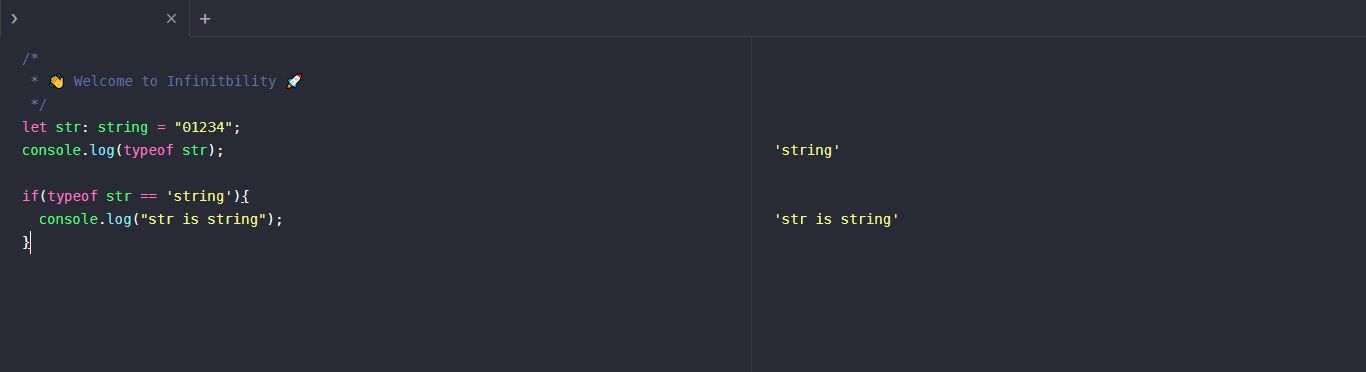 /*
 * 👏 Welcome to Infinitbility 🚀
 */
let str: string = "01234";
console.log(typeof str);
'string'
if(typeof str == 'string'){
  console.log("str is string");
'str is string'
}